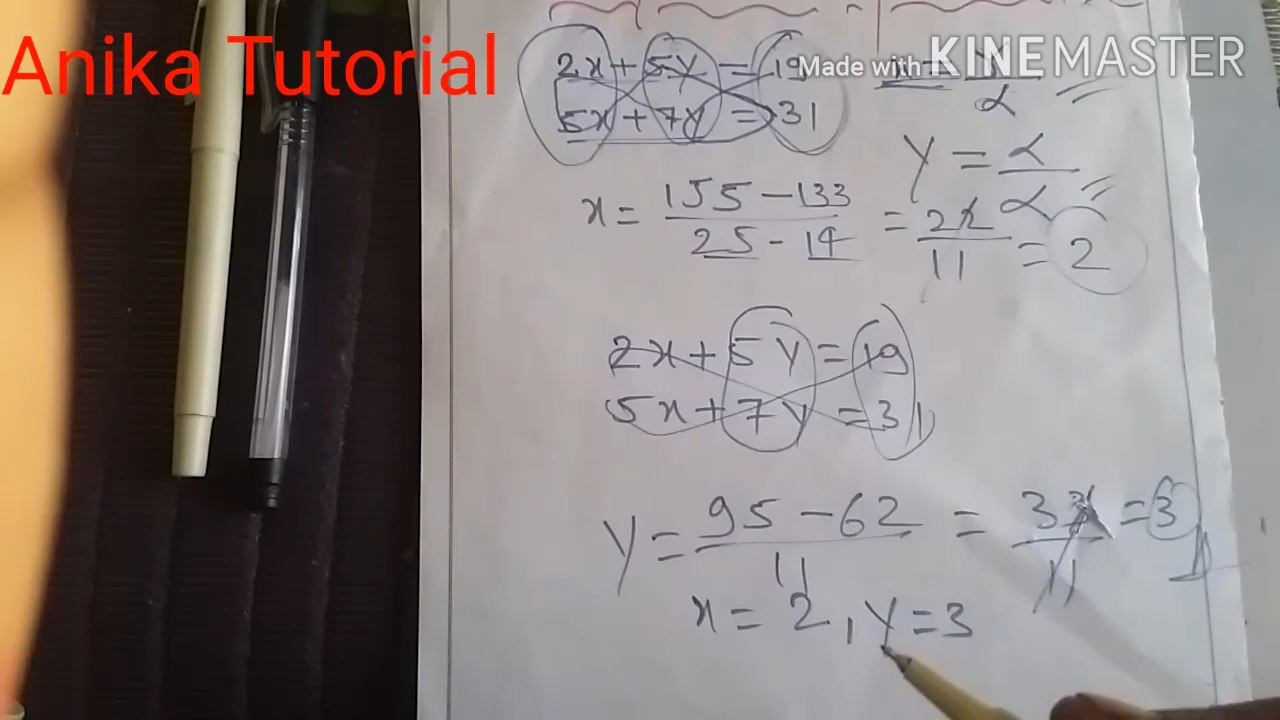 Anika Tutorial
Made with KINEMASTER
2x + 5y = 19
5x + 7y = 31
y = α / α
x = 155 - 133 / 25 - 14 = 22 / 11 = 2
2x + 5y = 19
5x + 7y = 31
y = 95 - 62 / 11 = 33 / 11 = 3
x = 2, y = 3